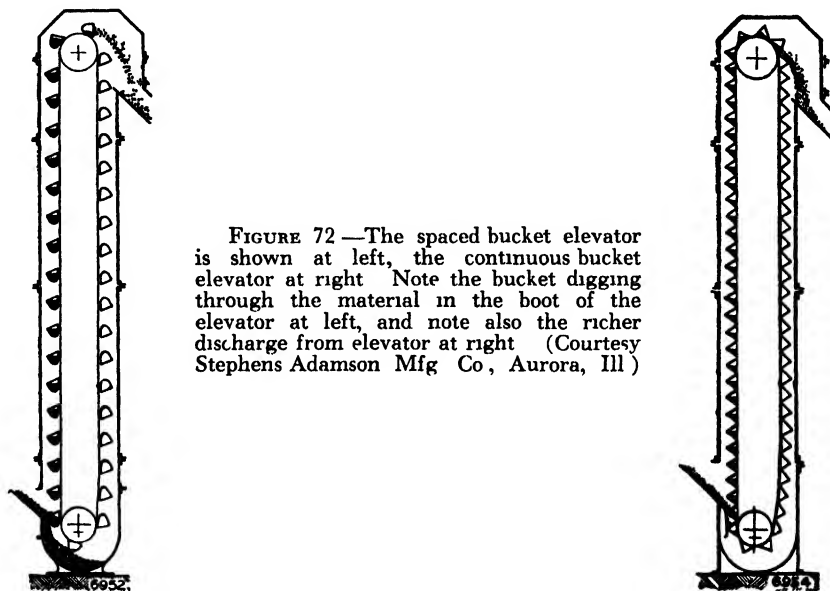 FIGURE 72 —The spaced bucket elevator
is shown at left, the continuous bucket
elevator at right Note the bucket digging
through the material in the boot of the
elevator at left, and note also the richer
discharge from elevator at right (Courtesy
Stephens Adamson Mfg Co, Aurora, Ill )
6952
6954